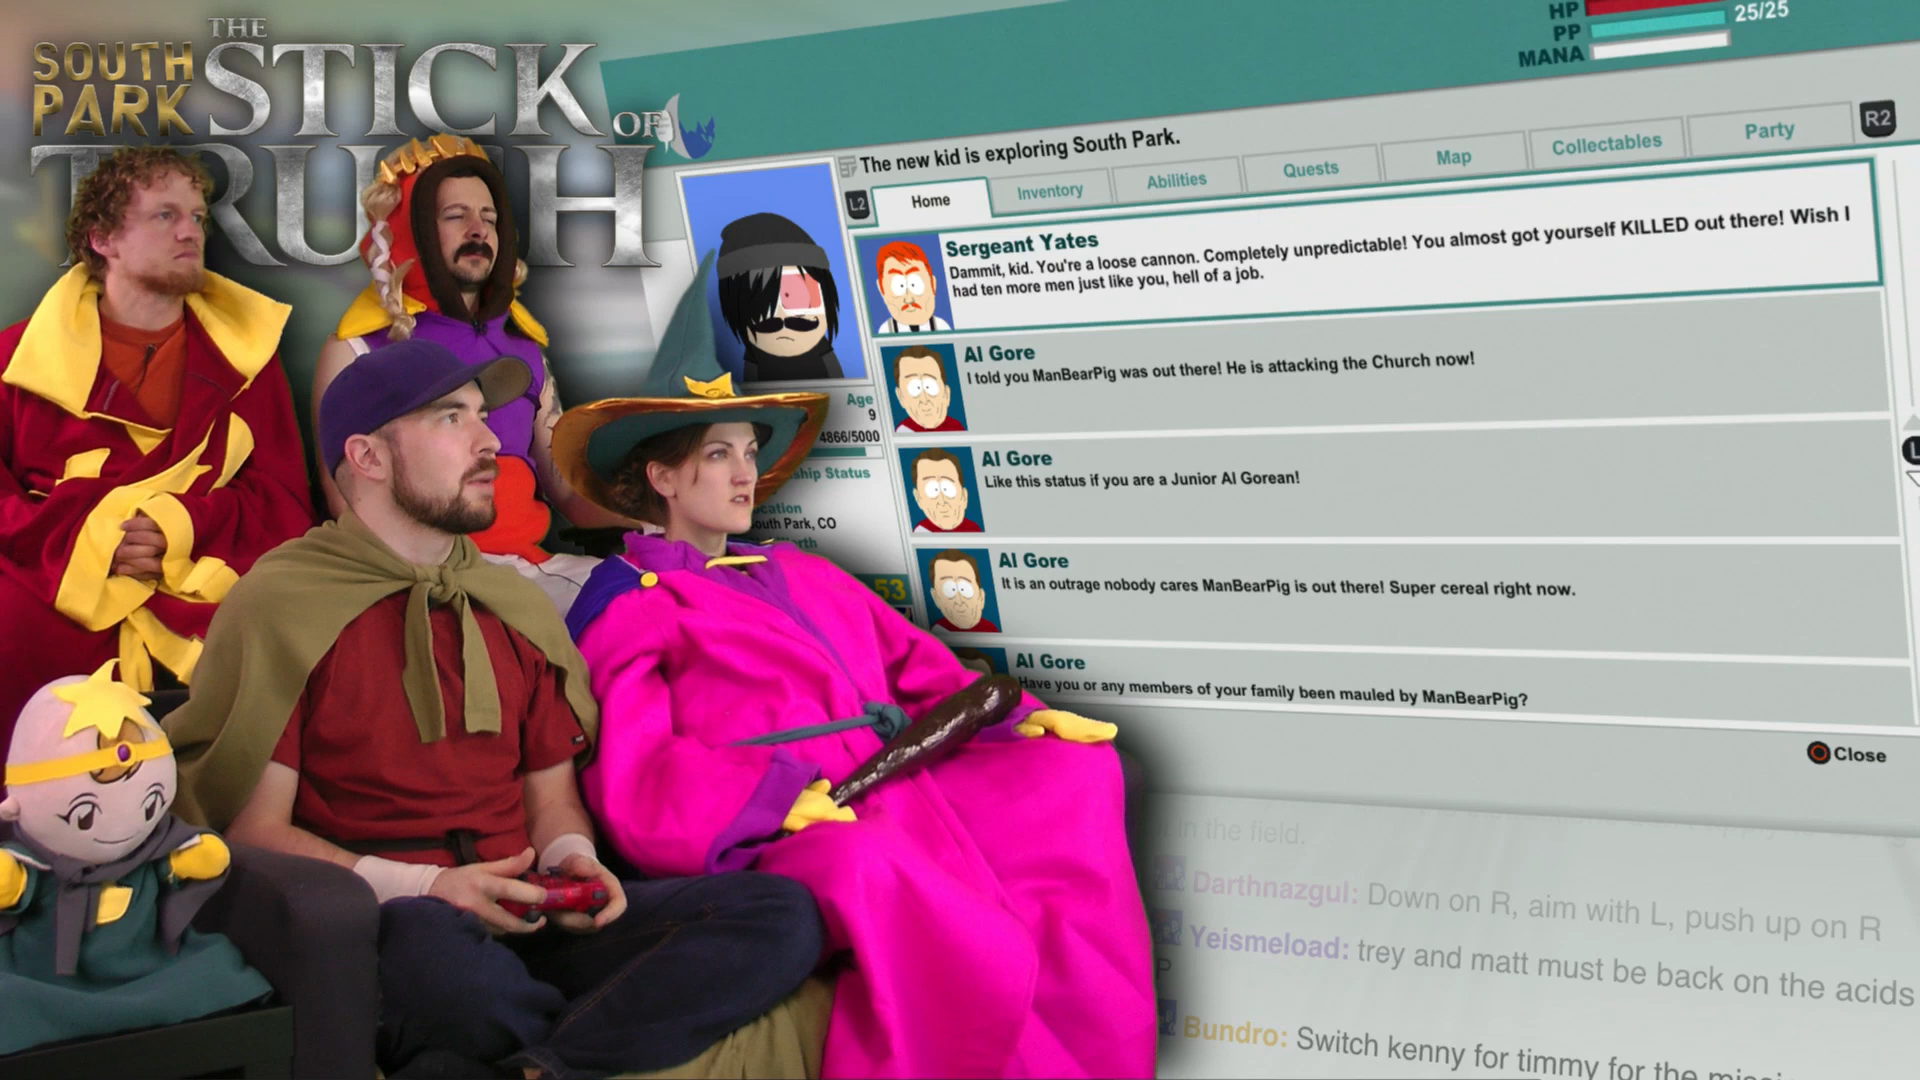 THE
SOUTH PARK STICK OF
TRUTH
HP
PP 25/25
MANA
The new kid is exploring South Park.
L2 Home Inventory Abilities Quests Map Collectables Party R2
Sergeant Yates
Dammit, kid. You're a loose cannon. Completely unpredictable! You almost got yourself KILLED out there! Wish I
had ten more men just like you, hell of a job.
Al Gore
I told you ManBearPig was out there! He is attacking the Church now!
Age
9
4866/5000
Al Gore
Like this status if you are a Junior Al Gorean!
Status
South Park, CO
53
Al Gore
It is an outrage nobody cares ManBearPig is out there! Super cereal right now.
Al Gore
Have you or any members of your family been mauled by ManBearPig?
L
Close
in the field.
Darthnazgul: Down on R, aim with L, push up on R
Yeismeload: trey and matt must be back on the acids
P
Bundro: Switch kenny for timmy for the